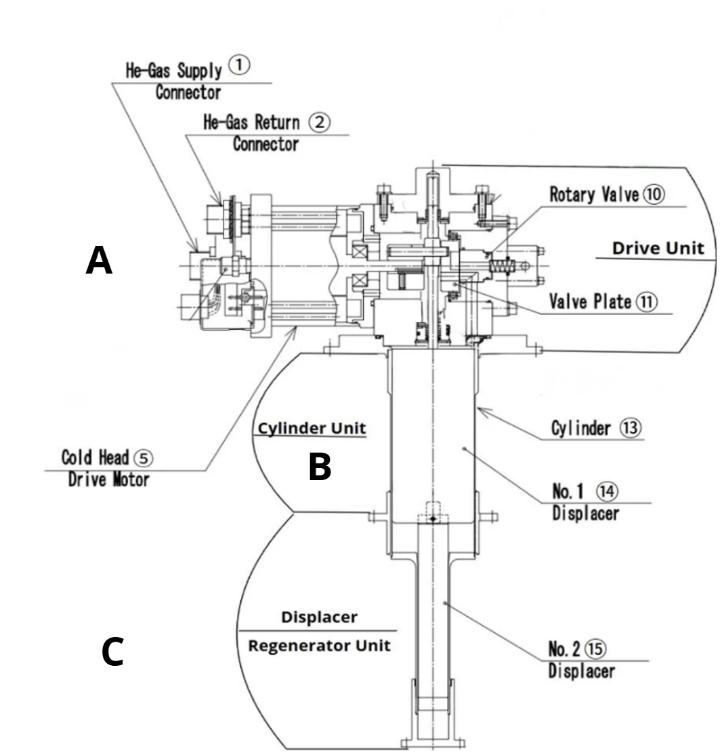 He-Gas Supply ①
Connector
He-Gas Return ②
Connector
Rotary Valve ⑩
A
Drive Unit
Valve Plate ⑪
Cylinder Unit
Cylinder ⑬
Cold Head ⑤
Drive Motor
B
No.1 ⑭
Displacer
Displacer
Regenerator Unit
C
No.2 ⑮
Displacer